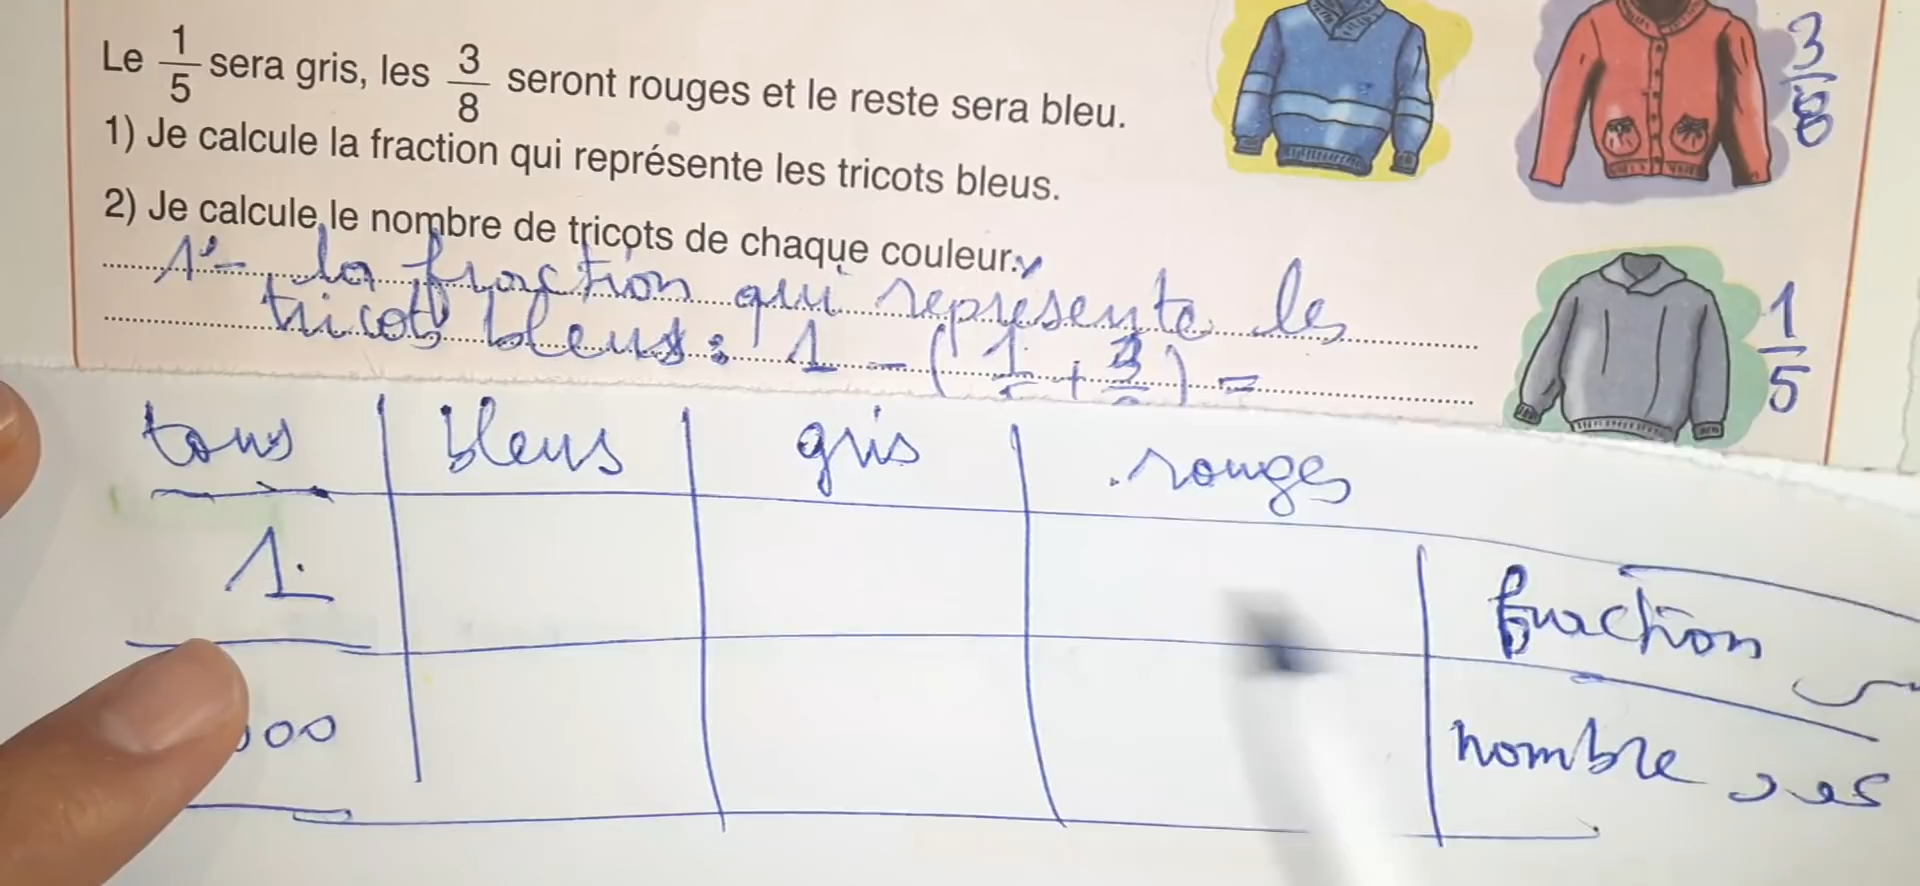 Le 1/5 sera gris, les 3/8 seront rouges et le reste sera bleu.
1) Je calcule la fraction qui représente les tricots bleus.
2) Je calcule le nombre de tricots de chaque couleur.
1°- la fraction qui représente les
tricots bleus : 1 - (1/5 + 3/8) =
3/8
1/5
tous bleus gris rouges
1 fraction
000 nombre